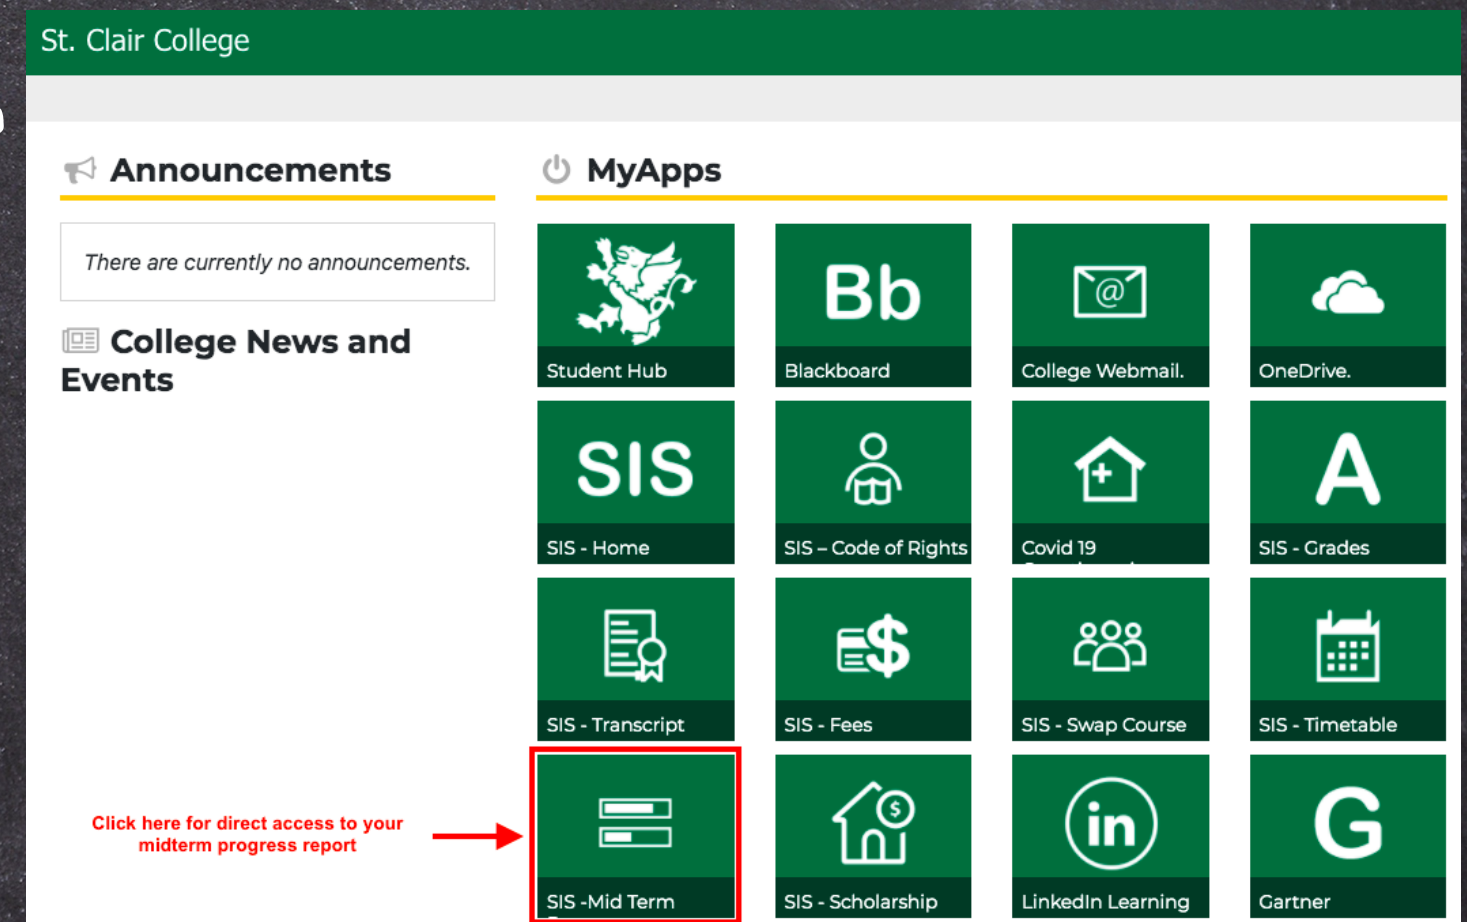 St. Clair College
Announcements
There are currently no announcements.
College News and
Events
MyApps
Student Hub
Bb
Blackboard
@
College Webmail.
OneDrive.
SIS
SIS - Home
SIS – Code of Rights
Covid 19
A
SIS - Grades
SIS - Transcript
$
SIS - Fees
SIS - Swap Course
SIS - Timetable
Click here for direct access to your
midterm progress report
SIS -Mid Term
$
SIS - Scholarship
in
LinkedIn Learning
G
Gartner